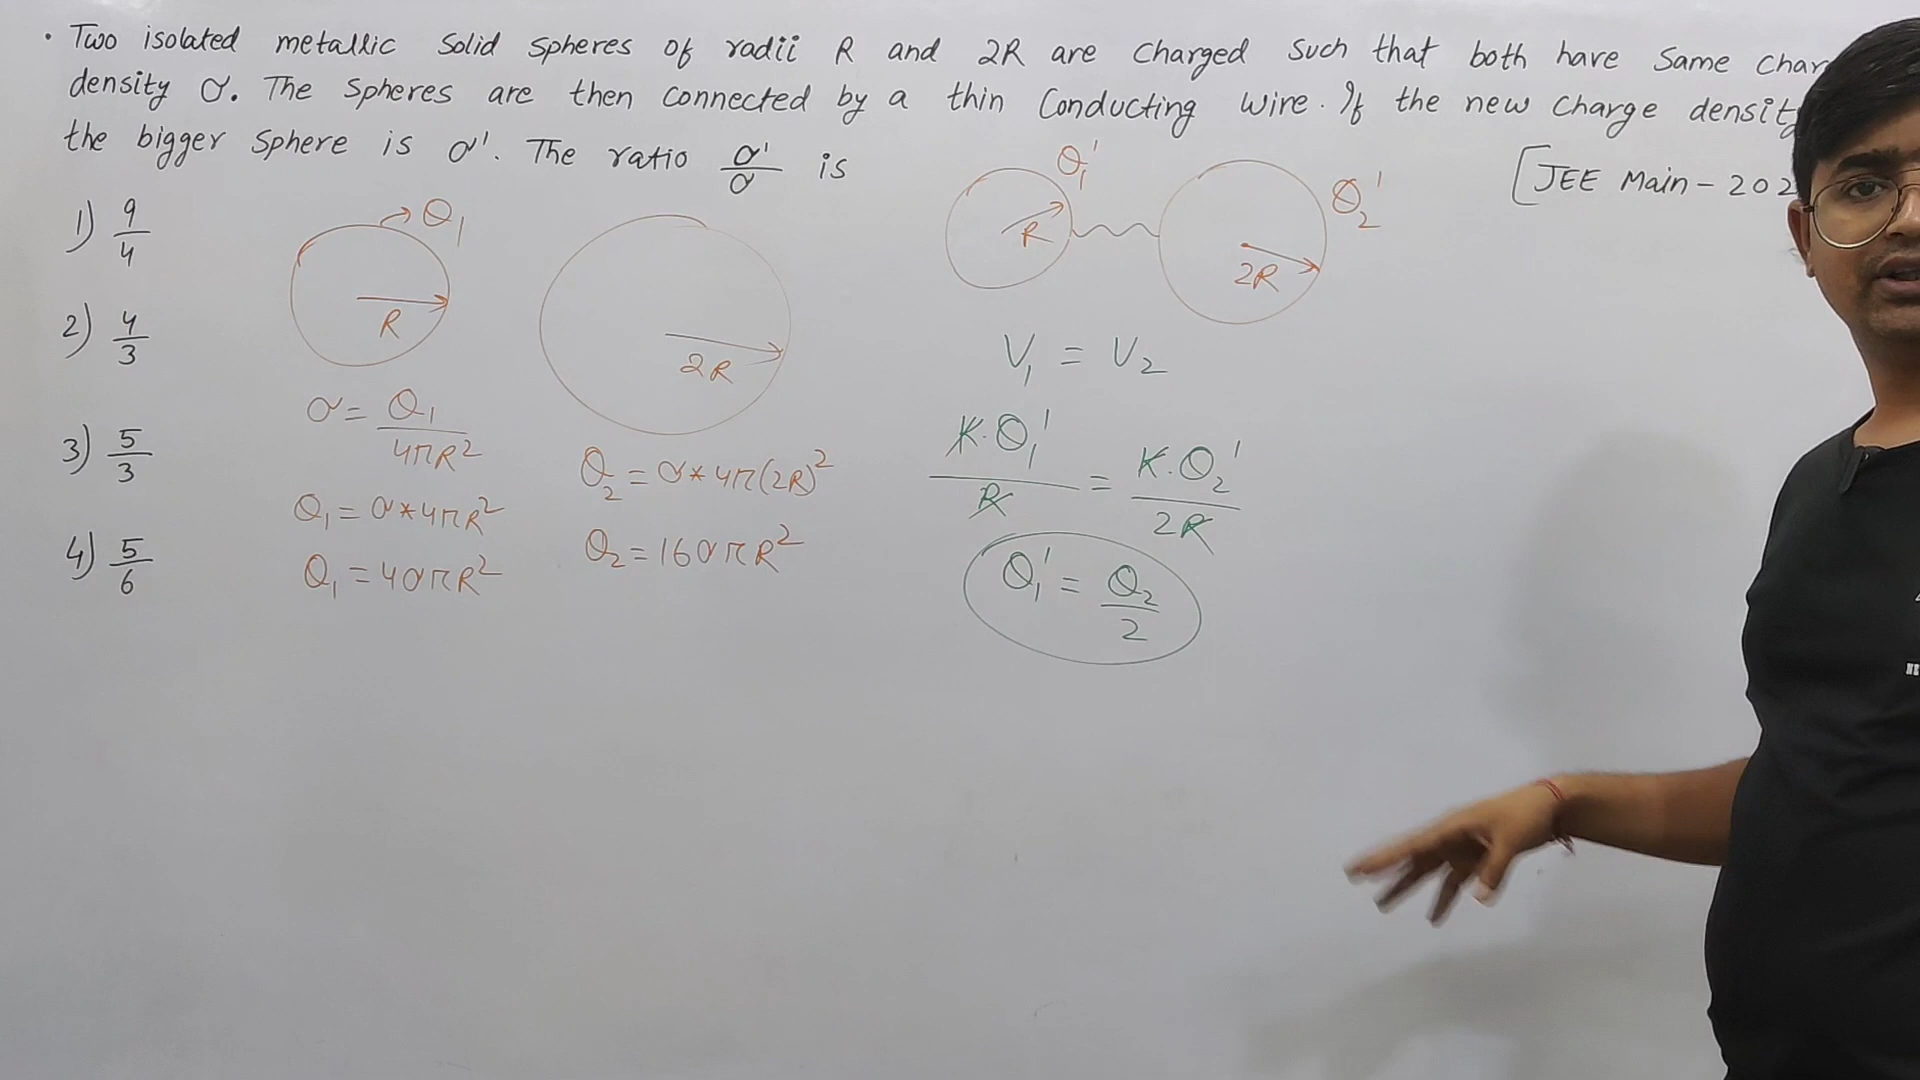 • Two isolated metallic solid spheres of radii R and 2R are charged such that both have same char
density σ. The spheres are then connected by a thin conducting wire. If the new charge density
the bigger sphere is σ'. The ratio σ'/σ is
[JEE Main - 202
1) 9/4
2) 4/3
3) 5/3
4) 5/6
Q₁
R
2R
Q₁'
R
Q₂'
2R
σ = Q₁/4πR²
Q₁ = σ*4πR²
Q₁ = 4σπR²
Q₂ = σ*4π(2R)²
Q₂ = 16σπR²
V₁ = V₂
K.Q₁'/R = K.Q₂'/2R
Q₁' = Q₂/2